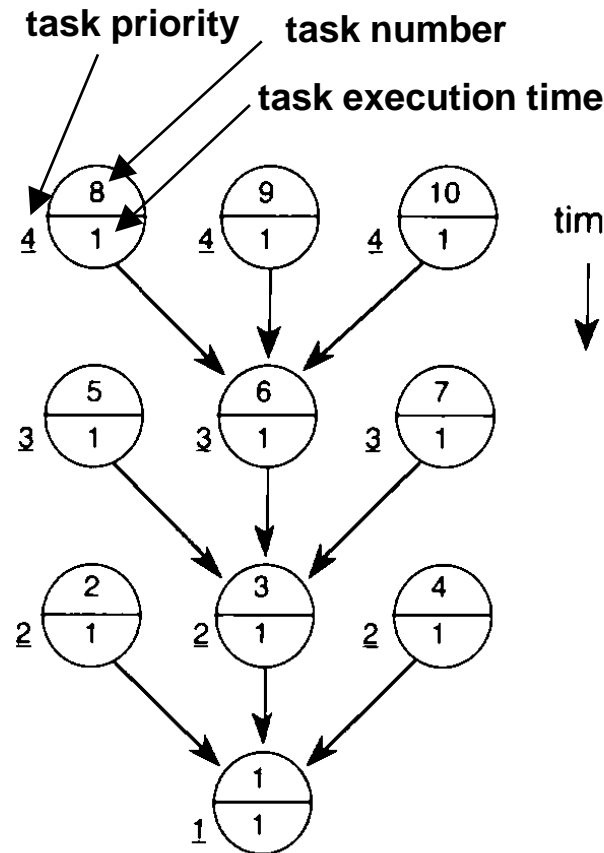 task priority task number
task execution time
8 9 10
4 1 4 1 4 1
tim
5 6 7
3 1 3 1 3 1
2 3 4
2 1 2 1 2 1
1
1 1